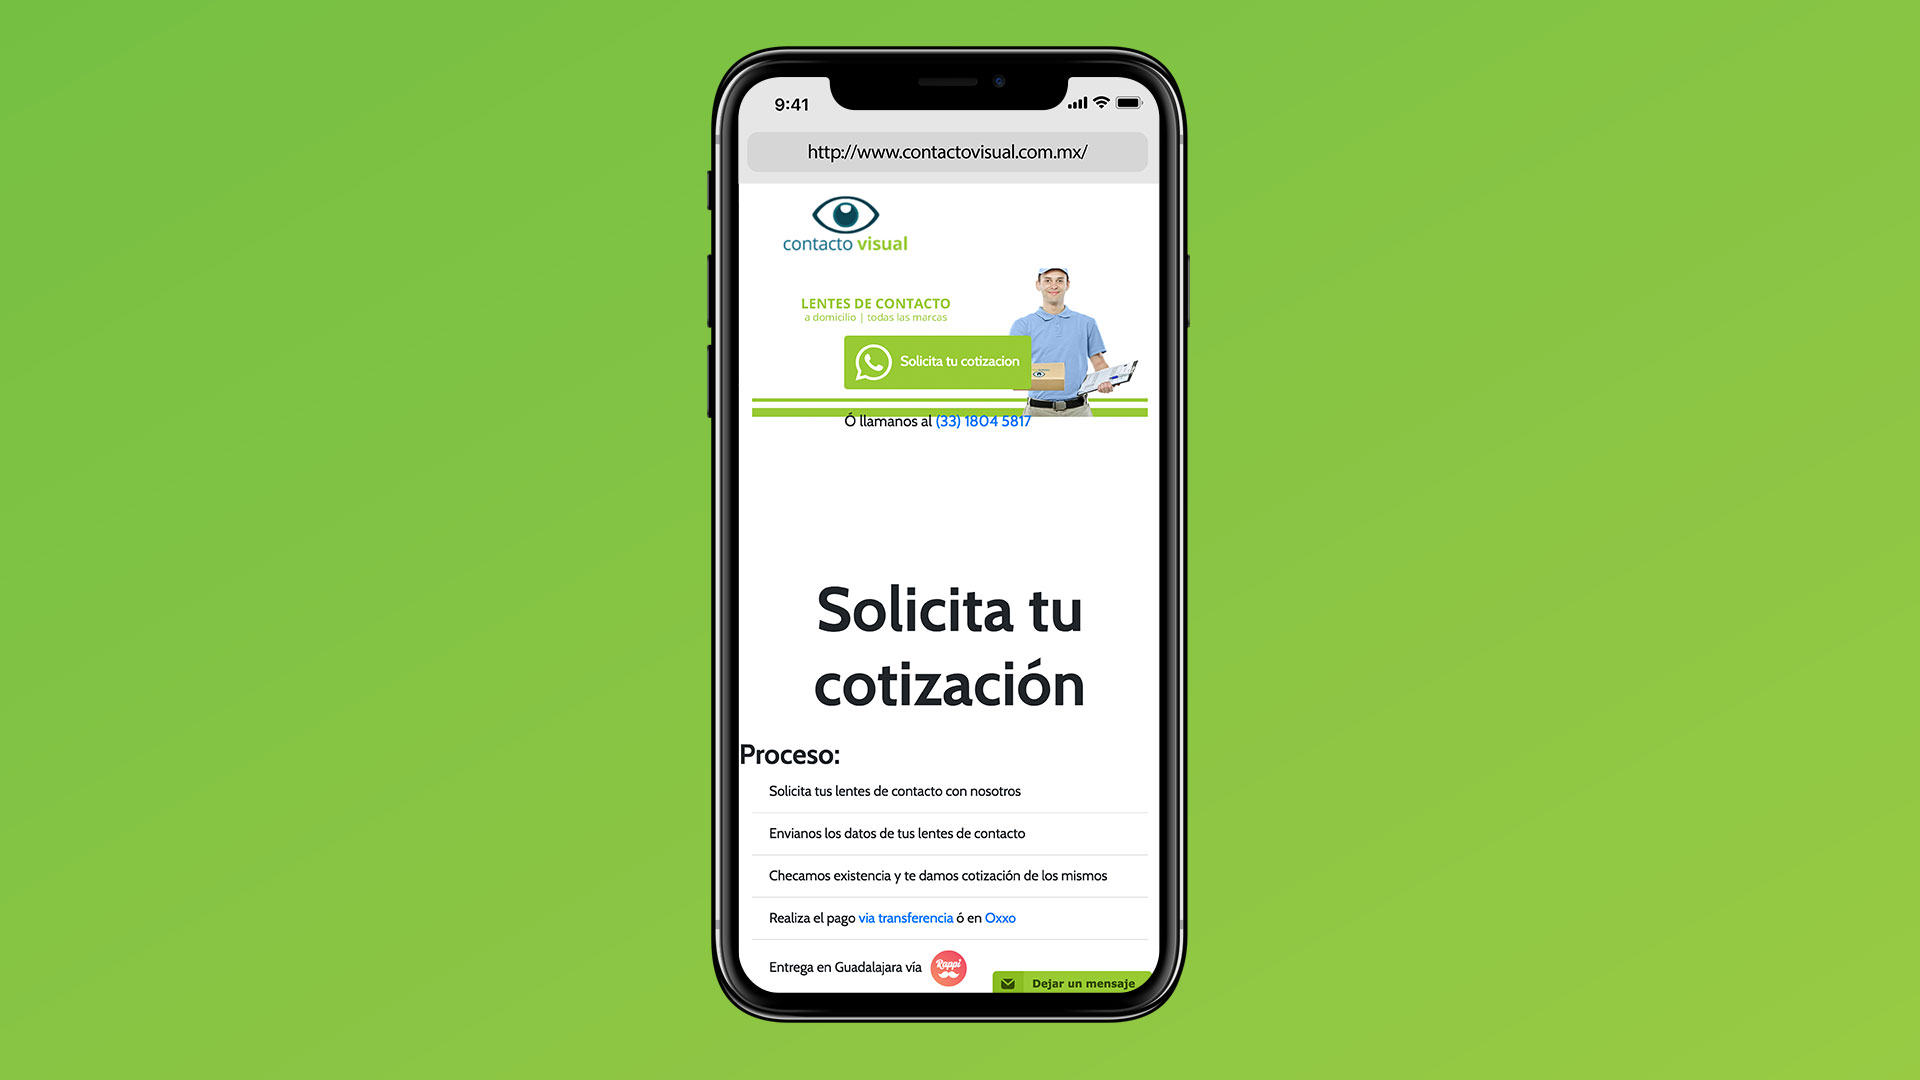 9:41
http://www.contactovisual.com.mx/
contacto visual
LENTES DE CONTACTO
a domicilio | todas las marcas
Solicita tu cotizacion
Ó llamanos al (33) 1804 5817
Solicita tu
cotización
Proceso:
Solicita tus lentes de contacto con nosotros
Envianos los datos de tus lentes de contacto
Checamos existencia y te damos cotización de los mismos
Realiza el pago vía transferencia ó en Oxxo
Entrega en Guadalajara vía Rappi
Dejar un mensaje